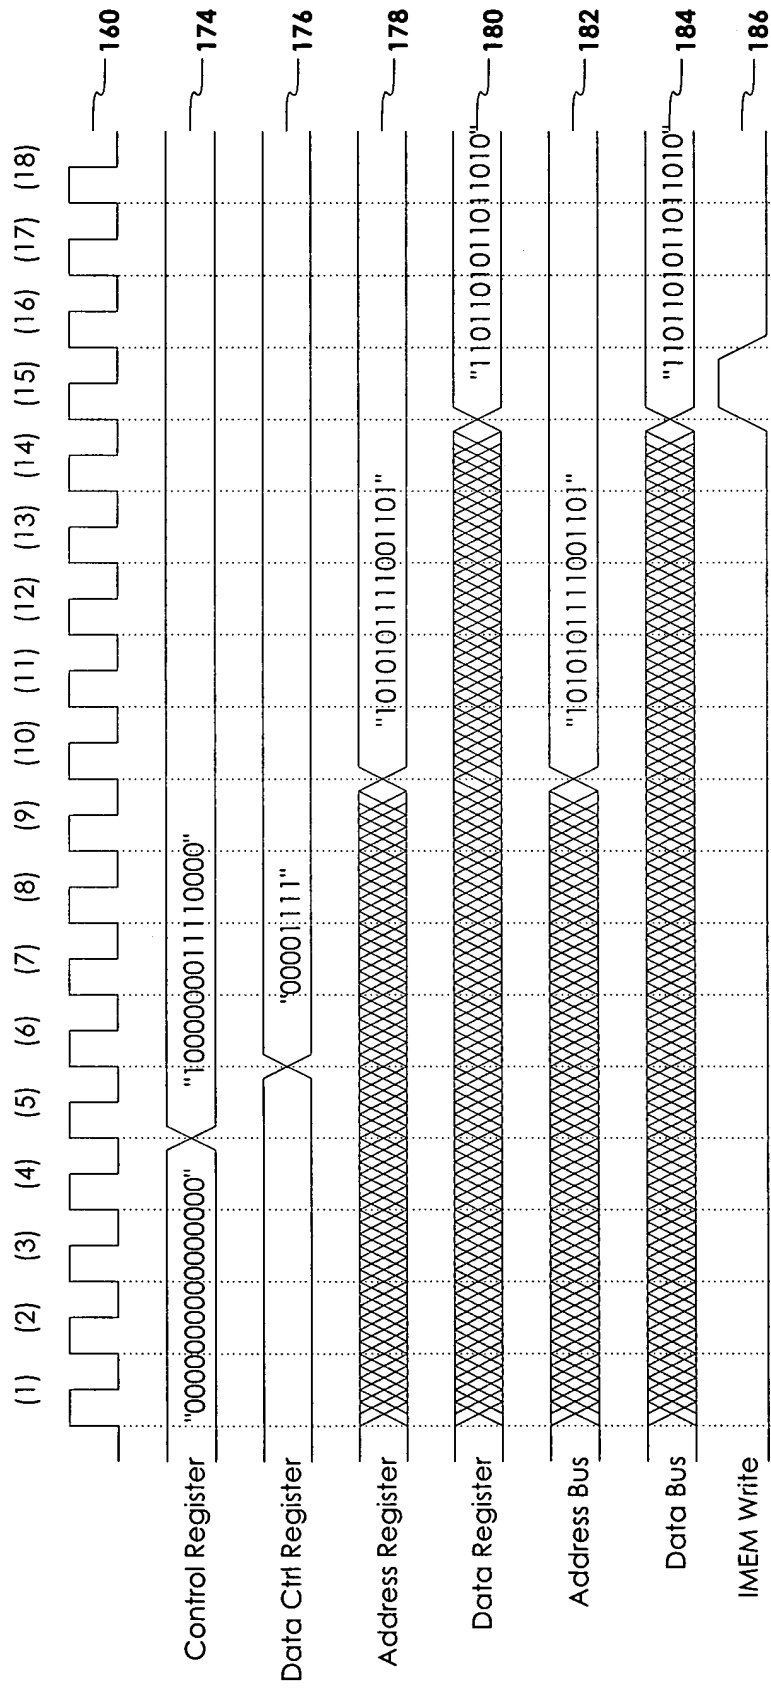 (1) (2) (3) (4) (5) (6) (7) (8) (9) (10) (11) (12) (13) (14) (15) (16) (17) (18)
160
Control Register "0000000000000000" "1000000011110000" 174
Data Ctrl Register "00001111" 176
Address Register "1010101111001101" 178
Data Register "1101101011011010" 180
Address Bus "1010101111001101" 182
Data Bus "1101101011011010" 184
IMEM Write 186